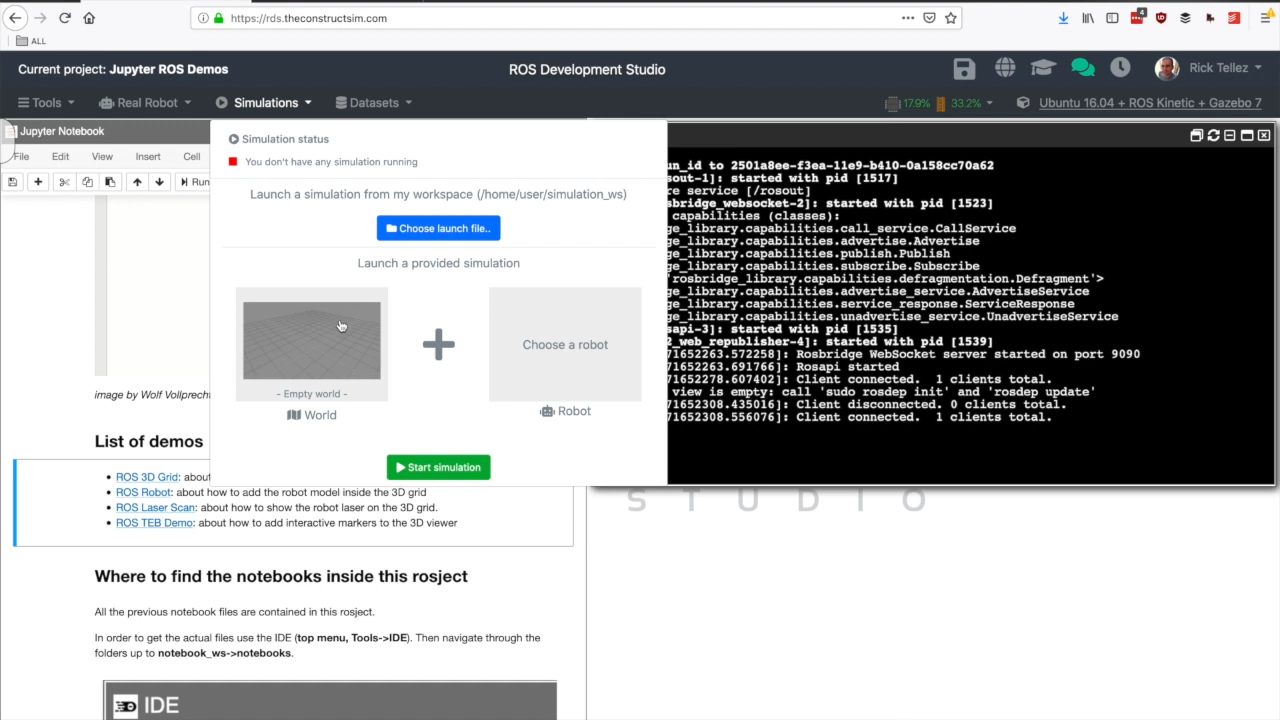 https://rds.theconstructsim.com
4
ALL
Current project: Jupyter ROS Demos
ROS Development Studio
Rick Tellez
Tools
Real Robot
Simulations
Datasets
17.9%
33.2%
Ubuntu 16.04 + ROS Kinetic + Gazebo 7
Jupyter Notebook
File
Edit
View
Insert
Cell
Run
Simulation status
You don't have any simulation running
Launch a simulation from my workspace (/home/user/simulation_ws)
Choose launch file..
Launch a provided simulation
- Empty world -
World
Choose a robot
Robot
Start simulation
un_id to 2501a8ee-f3ea-11e9-b410-0a158cc70a62
sout-1]: started with pid [1517]
re service [/rosout]
sbridge_websocket-2]: started with pid [1523]
capabilities (classes):
ge_library.capabilities.call_service.CallService
ge_library.capabilities.advertise.Advertise
ge_library.capabilities.publish.Publish
ge_library.capabilities.subscribe.Subscribe
'rosbridge_library.capabilities.defragmentation.Defragment'>
ge_library.capabilities.advertise_service.AdvertiseService
ge_library.capabilities.service_response.ServiceResponse
ge_library.capabilities.unadvertise_service.UnadvertiseService
sapi-3]: started with pid [1535]
2_web_republisher-4]: started with pid [1539]
71652263.572258]: Rosbridge WebSocket server started on port 9090
71652263.691766]: Rosapi started
71652278.607402]: Client connected. 1 clients total.
view is empty: call 'sudo rosdep init' and 'rosdep update'
71652308.435016]: Client disconnected. 0 clients total.
71652308.556076]: Client connected. 1 clients total.
STUDIO
image by Wolf Vollprecht
List of demos
ROS 3D Grid: about
ROS Robot: about how to add the robot model inside the 3D grid
ROS Laser Scan: about how to show the robot laser on the 3D grid.
ROS TEB Demo: about how to add interactive markers to the 3D viewer
Where to find the notebooks inside this rosject
All the previous notebook files are contained in this rosject.
In order to get the actual files use the IDE (top menu, Tools->IDE). Then navigate through the
folders up to notebook_ws->notebooks.
IDE